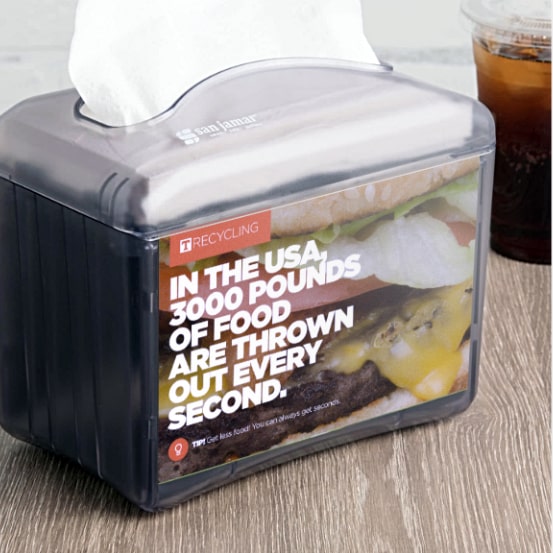 san jamar
T RECYCLING
IN THE USA,
3000 POUNDS
OF FOOD
ARE THROWN
OUT EVERY
SECOND.
TIP! Get less food! You can always get seconds.